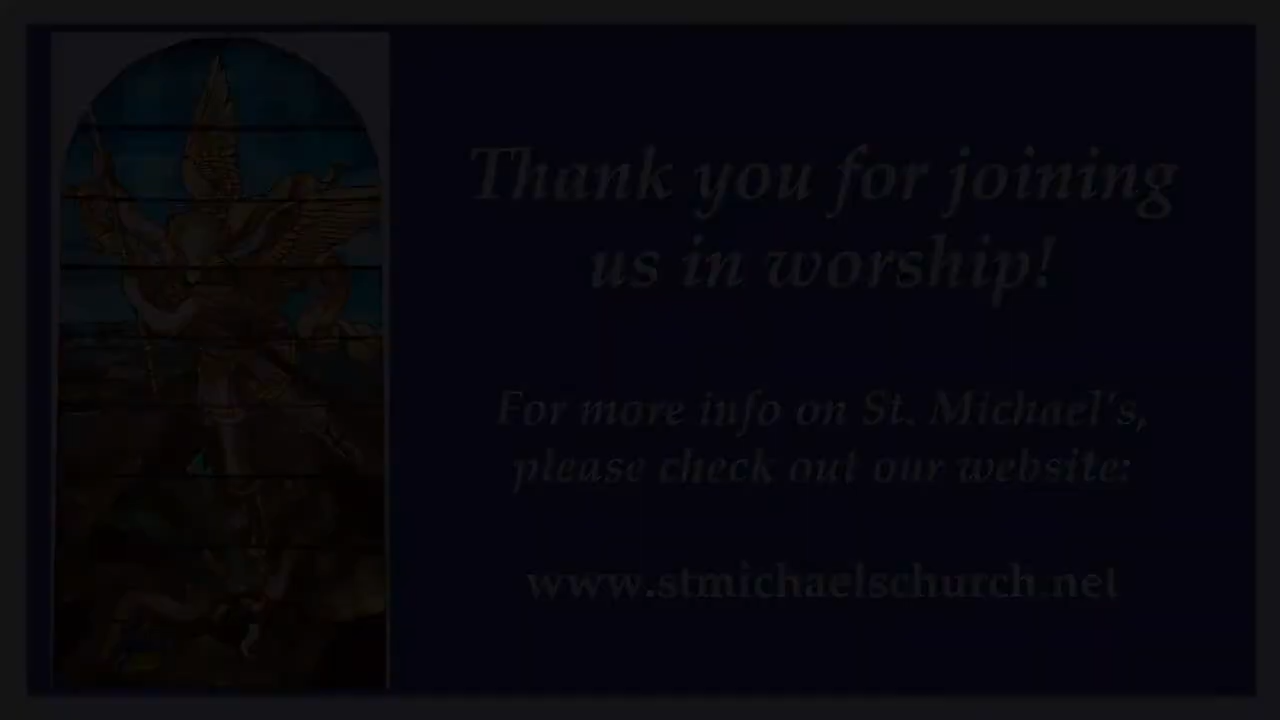 Thank you for joining
us in worship!
For more info on St. Michael's,
please check out our website:
www.stmichaelschurch.net